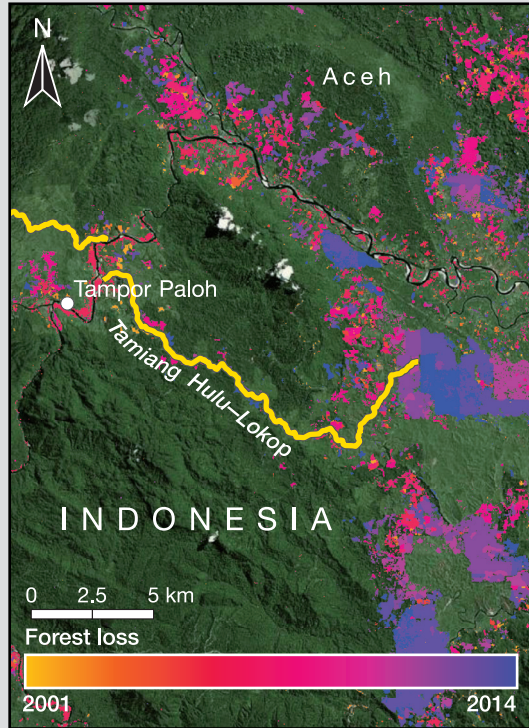 N
Aceh
Tampor Paloh
Tamiang Hulu–Lokop
INDONESIA
0 2.5 5 km
Forest loss
2001 2014